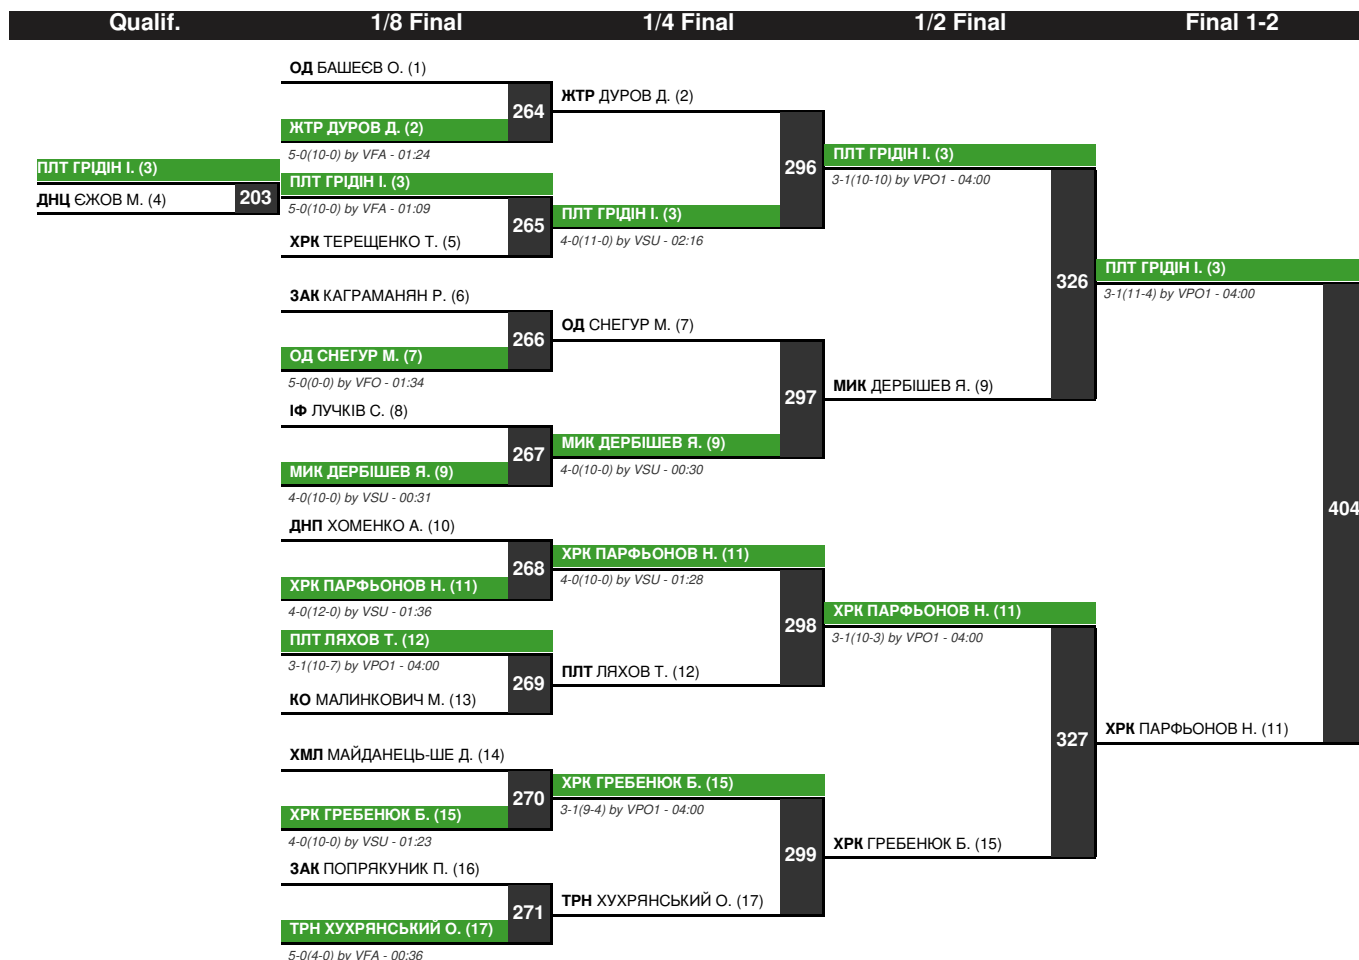 Qualif.
1/8 Final
1/4 Final
1/2 Final
Final 1-2
ПЛТ ГРІДІН І. (3)
ДНЦ ЄЖОВ М. (4)
203
ОД БАШЕЄВ О. (1)
264
ЖТР ДУРОВ Д. (2)
5-0(10-0) by VFA - 01:24
ПЛТ ГРІДІН І. (3)
5-0(10-0) by VFA - 01:09
265
ХРК ТЕРЕЩЕНКО Т. (5)
ЗАК КАГРАМАНЯН Р. (6)
266
ОД СНЕГУР М. (7)
5-0(0-0) by VFO - 01:34
ІФ ЛУЧКІВ С. (8)
267
МИК ДЕРБІШЕВ Я. (9)
4-0(10-0) by VSU - 00:31
ДНП ХОМЕНКО А. (10)
268
ХРК ПАРФЬОНОВ Н. (11)
4-0(12-0) by VSU - 01:36
ПЛТ ЛЯХОВ Т. (12)
3-1(10-7) by VPO1 - 04:00
269
КО МАЛИНКОВИЧ М. (13)
ХМЛ МАЙДАНЕЦЬ-ШЕ Д. (14)
270
ХРК ГРЕБЕНЮК Б. (15)
4-0(10-0) by VSU - 01:23
ЗАК ПОПРЯКУНИК П. (16)
271
ТРН ХУХРЯНСЬКИЙ О. (17)
5-0(4-0) by VFA - 00:36
ЖТР ДУРОВ Д. (2)
296
ПЛТ ГРІДІН І. (3)
4-0(11-0) by VSU - 02:16
ОД СНЕГУР М. (7)
297
МИК ДЕРБІШЕВ Я. (9)
4-0(10-0) by VSU - 00:30
ХРК ПАРФЬОНОВ Н. (11)
4-0(10-0) by VSU - 01:28
298
ПЛТ ЛЯХОВ Т. (12)
ХРК ГРЕБЕНЮК Б. (15)
3-1(9-4) by VPO1 - 04:00
299
ТРН ХУХРЯНСЬКИЙ О. (17)
ПЛТ ГРІДІН І. (3)
3-1(10-10) by VPO1 - 04:00
326
МИК ДЕРБІШЕВ Я. (9)
ХРК ПАРФЬОНОВ Н. (11)
3-1(10-3) by VPO1 - 04:00
327
ХРК ГРЕБЕНЮК Б. (15)
ПЛТ ГРІДІН І. (3)
3-1(11-4) by VPO1 - 04:00
404
ХРК ПАРФЬОНОВ Н. (11)